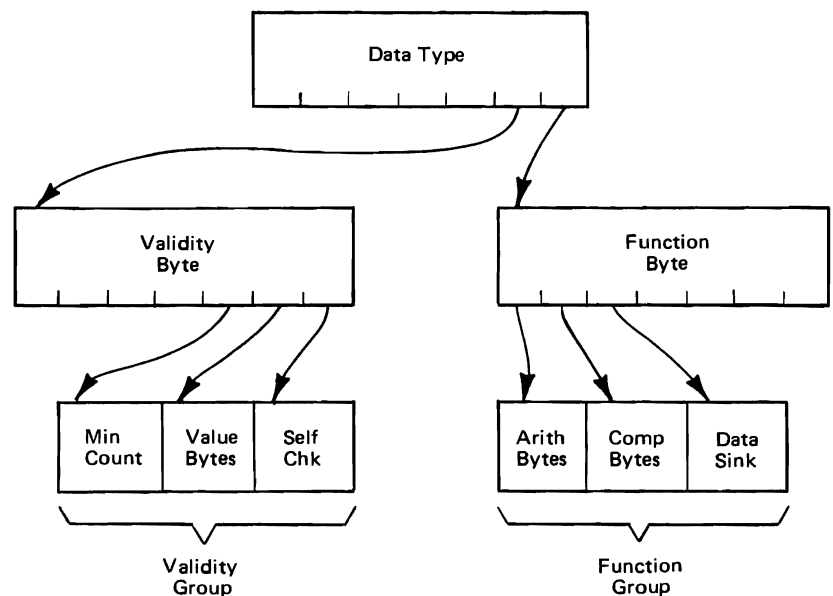 Data Type
Validity
Byte
Function
Byte
Min
Count
Value
Bytes
Self
Chk
Arith
Bytes
Comp
Bytes
Data
Sink
Validity
Group
Function
Group